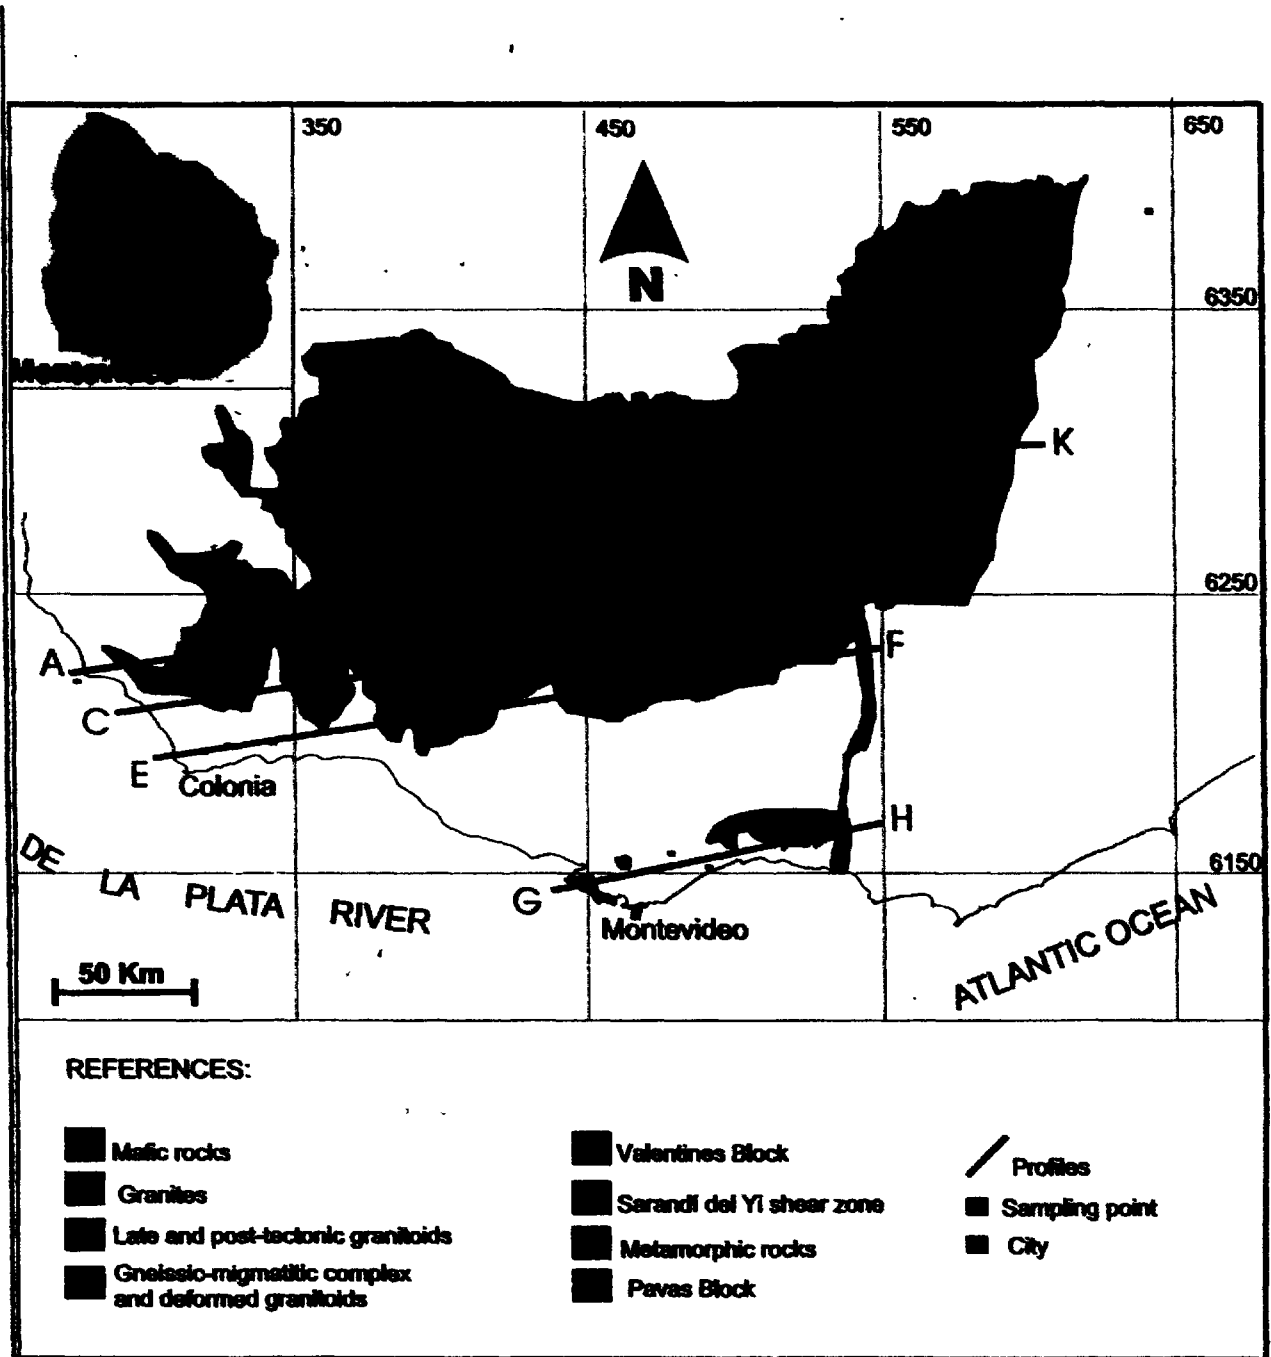 350 450 550 650
N
6350
K
6250
A
F
C
E
Colonia
H
6150
DE LA PLATA RIVER
G
Montevideo
ATLANTIC OCEAN
50 Km
REFERENCES:
Mafic rocks
Granites
Late and post-tectonic granitoids
Gneissic-migmatitic complex
and deformed granitoids
Valentines Block
Sarandí del Yí shear zone
Metamorphic rocks
Pavas Block
Profiles
Sampling point
City